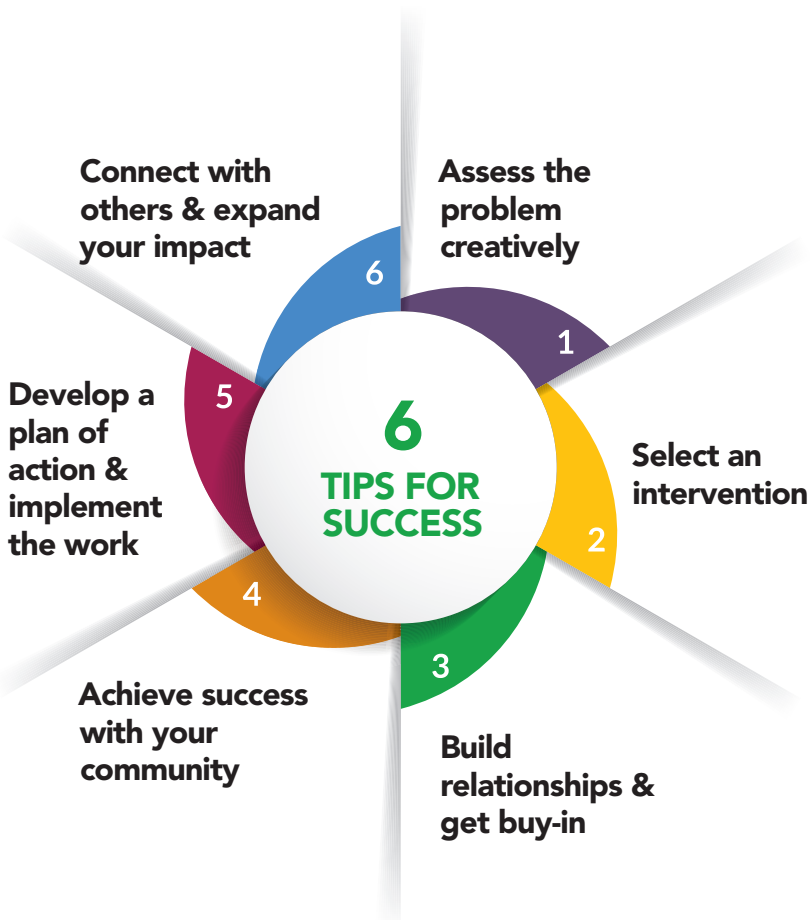 6
TIPS FOR
SUCCESS
1
Assess the
problem
creatively
2
Select an
intervention
3
Build
relationships &
get buy-in
4
Achieve success
with your
community
5
Develop a
plan of
action &
implement
the work
6
Connect with
others & expand
your impact